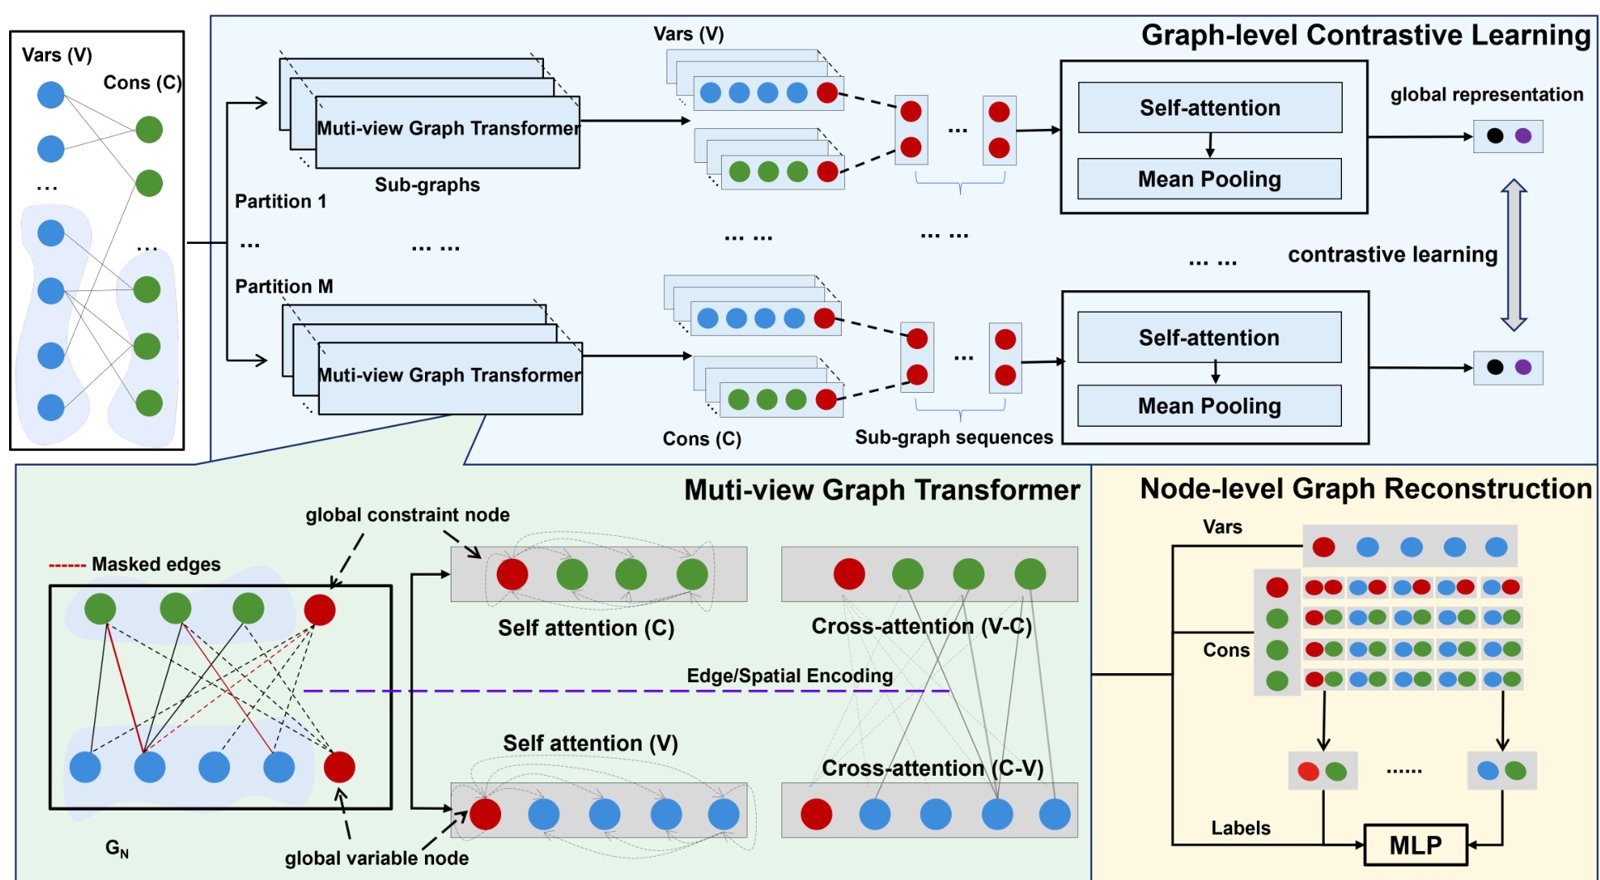 Graph-level Contrastive Learning
Vars (V)
Cons (C)
...
...
Muti-view Graph Transformer
Sub-graphs
Partition 1
...
Partition M
... ...
Muti-view Graph Transformer
Vars (V)
...
... ...
... ...
Cons (C)
...
Sub-graph sequences
Self-attention
Mean Pooling
... ...
Self-attention
Mean Pooling
global representation
contrastive learning
Muti-view Graph Transformer
global constraint node
Masked edges
Self attention (C)
Cross-attention (V-C)
Edge/Spatial Encoding
Self attention (V)
Cross-attention (C-V)
G_N
global variable node
Node-level Graph Reconstruction
Vars
Cons
......
Labels
MLP